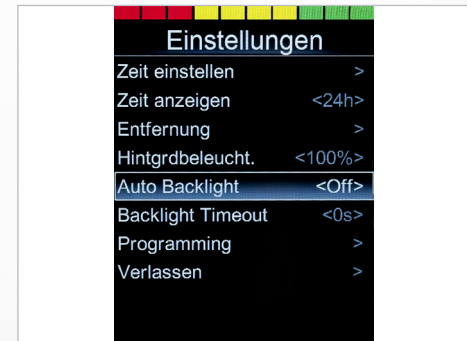 Einstellungen
Zeit einstellen >
Zeit anzeigen <24h>
Entfernung >
Hintgrdbeleucht. <100%>
Auto Backlight <Off>
Backlight Timeout <0s>
Programming >
Verlassen >